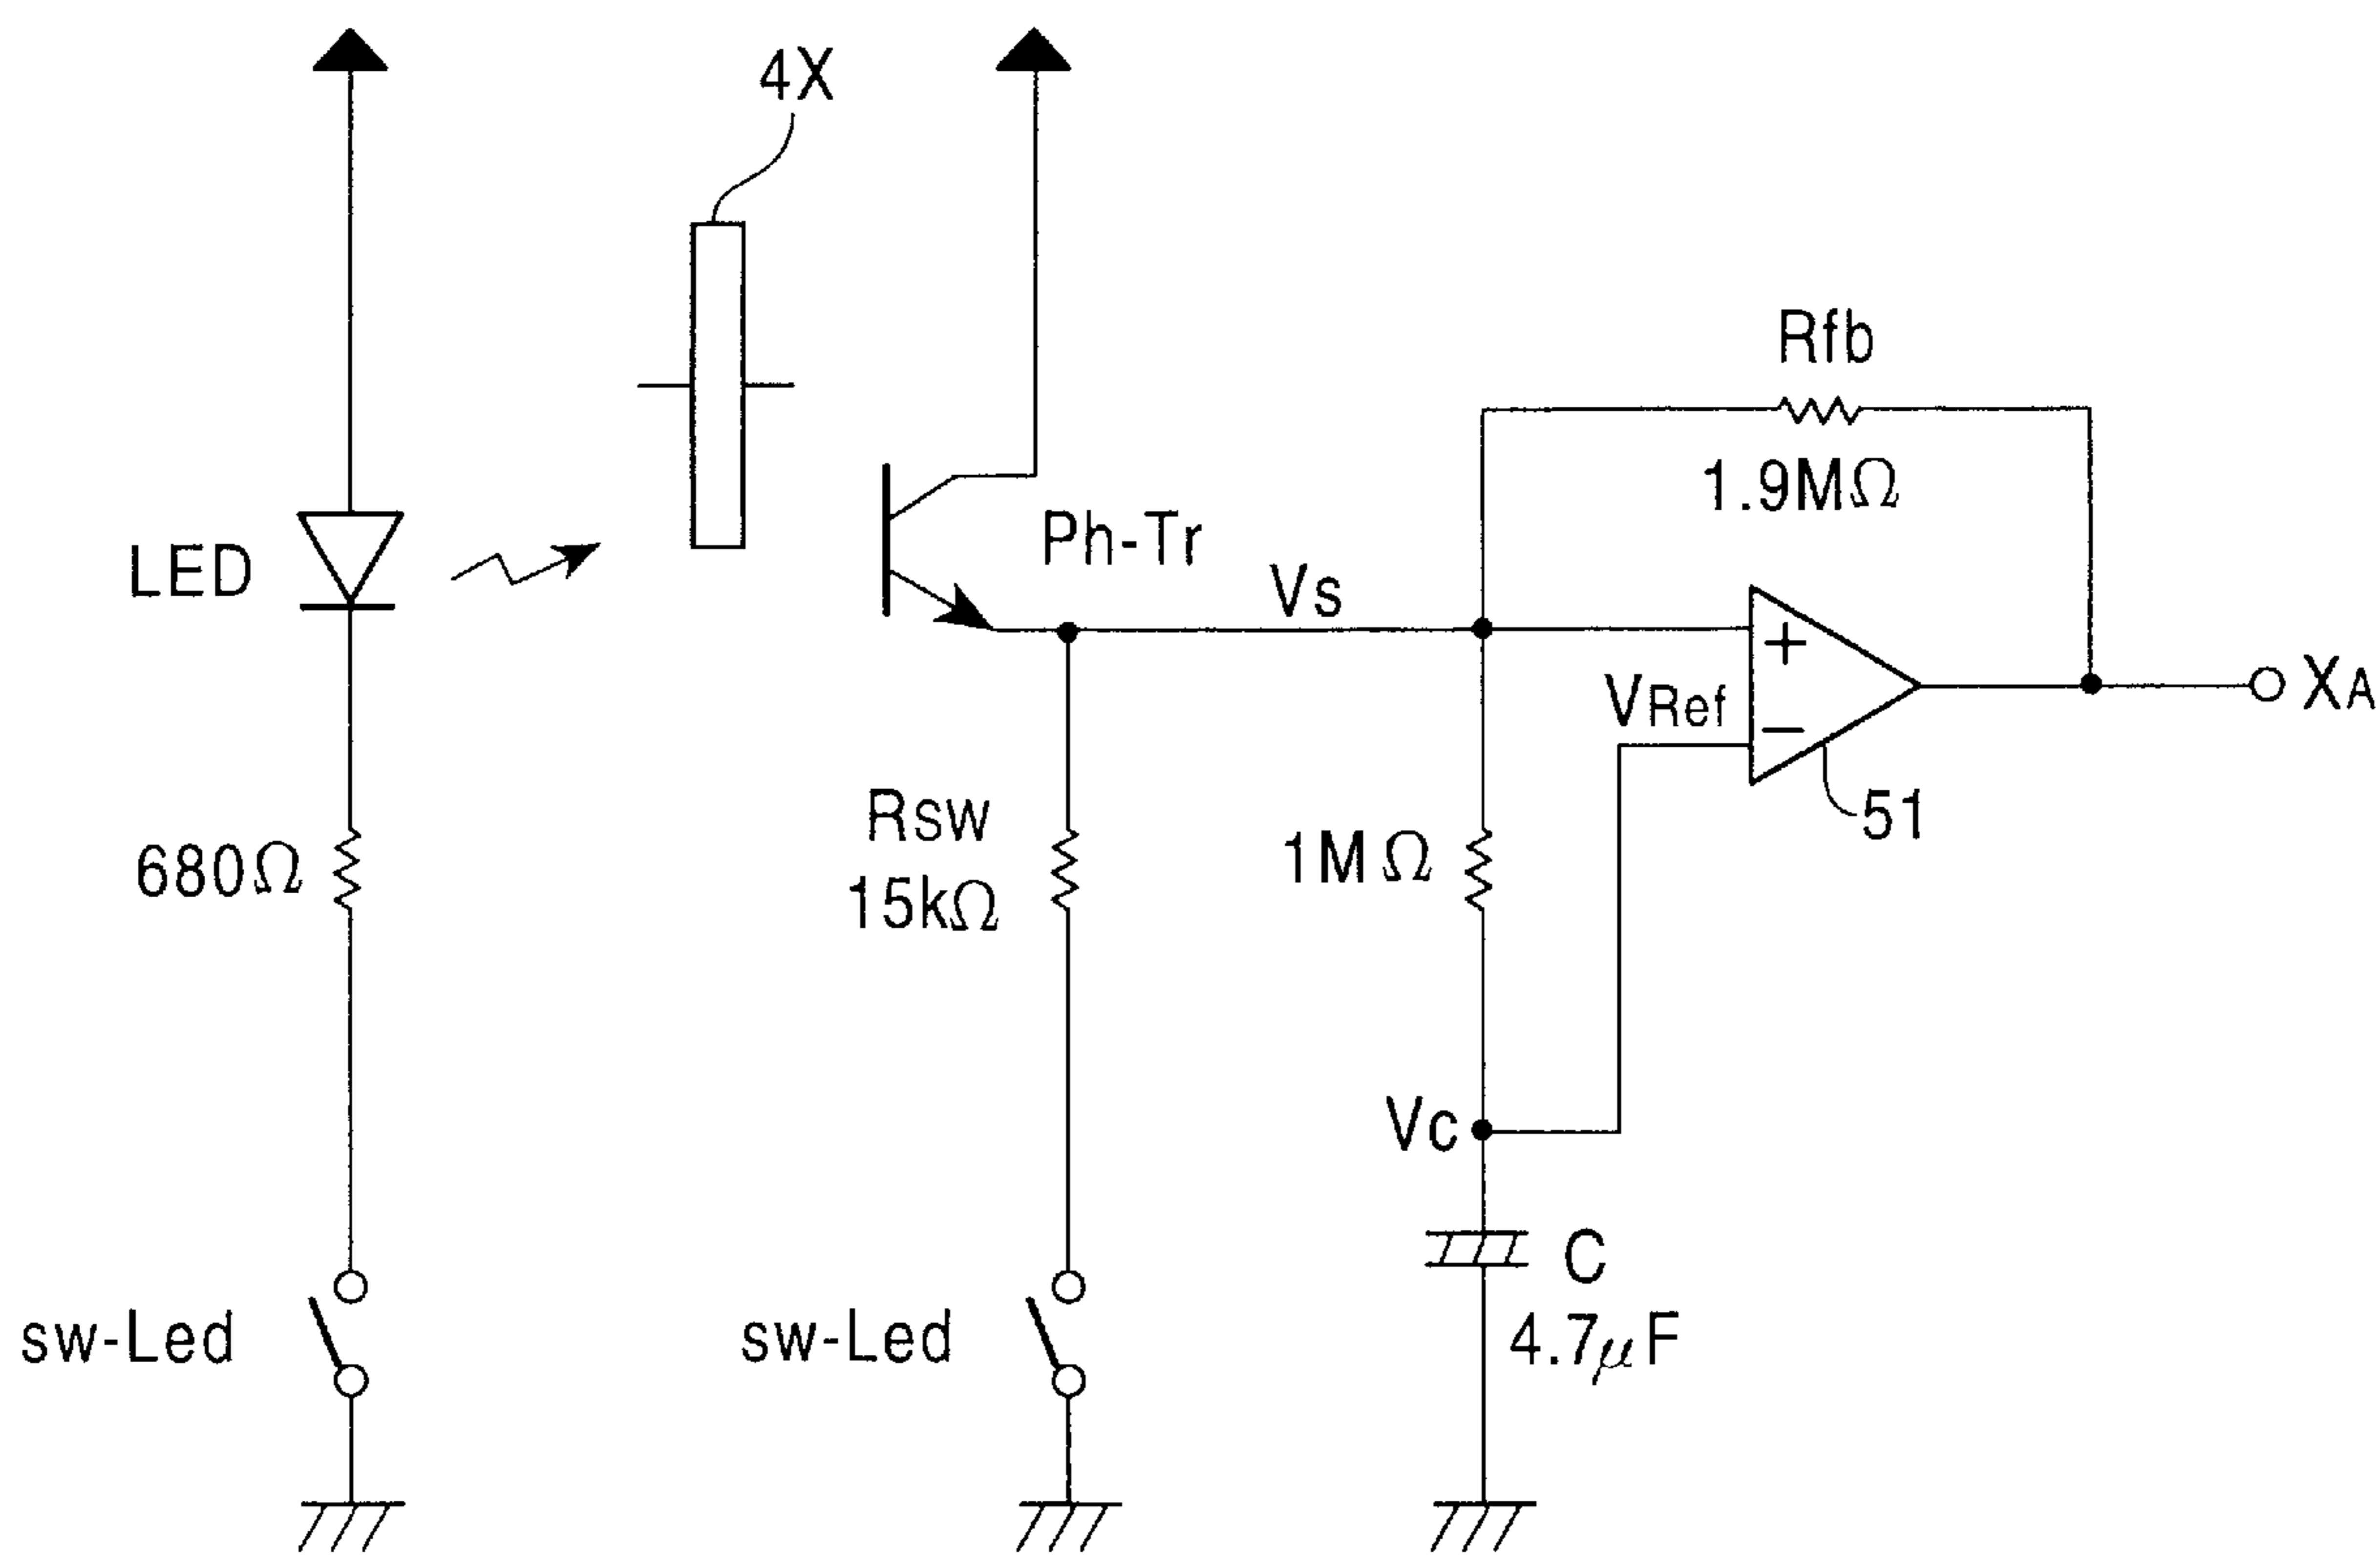 4X
Rfb
1.9MΩ
LED
Ph-Tr
Vs
+
VRef
−
XA
51
Rsw
15kΩ
680Ω
1MΩ
Vc
C
4.7μF
sw-Led
sw-Led